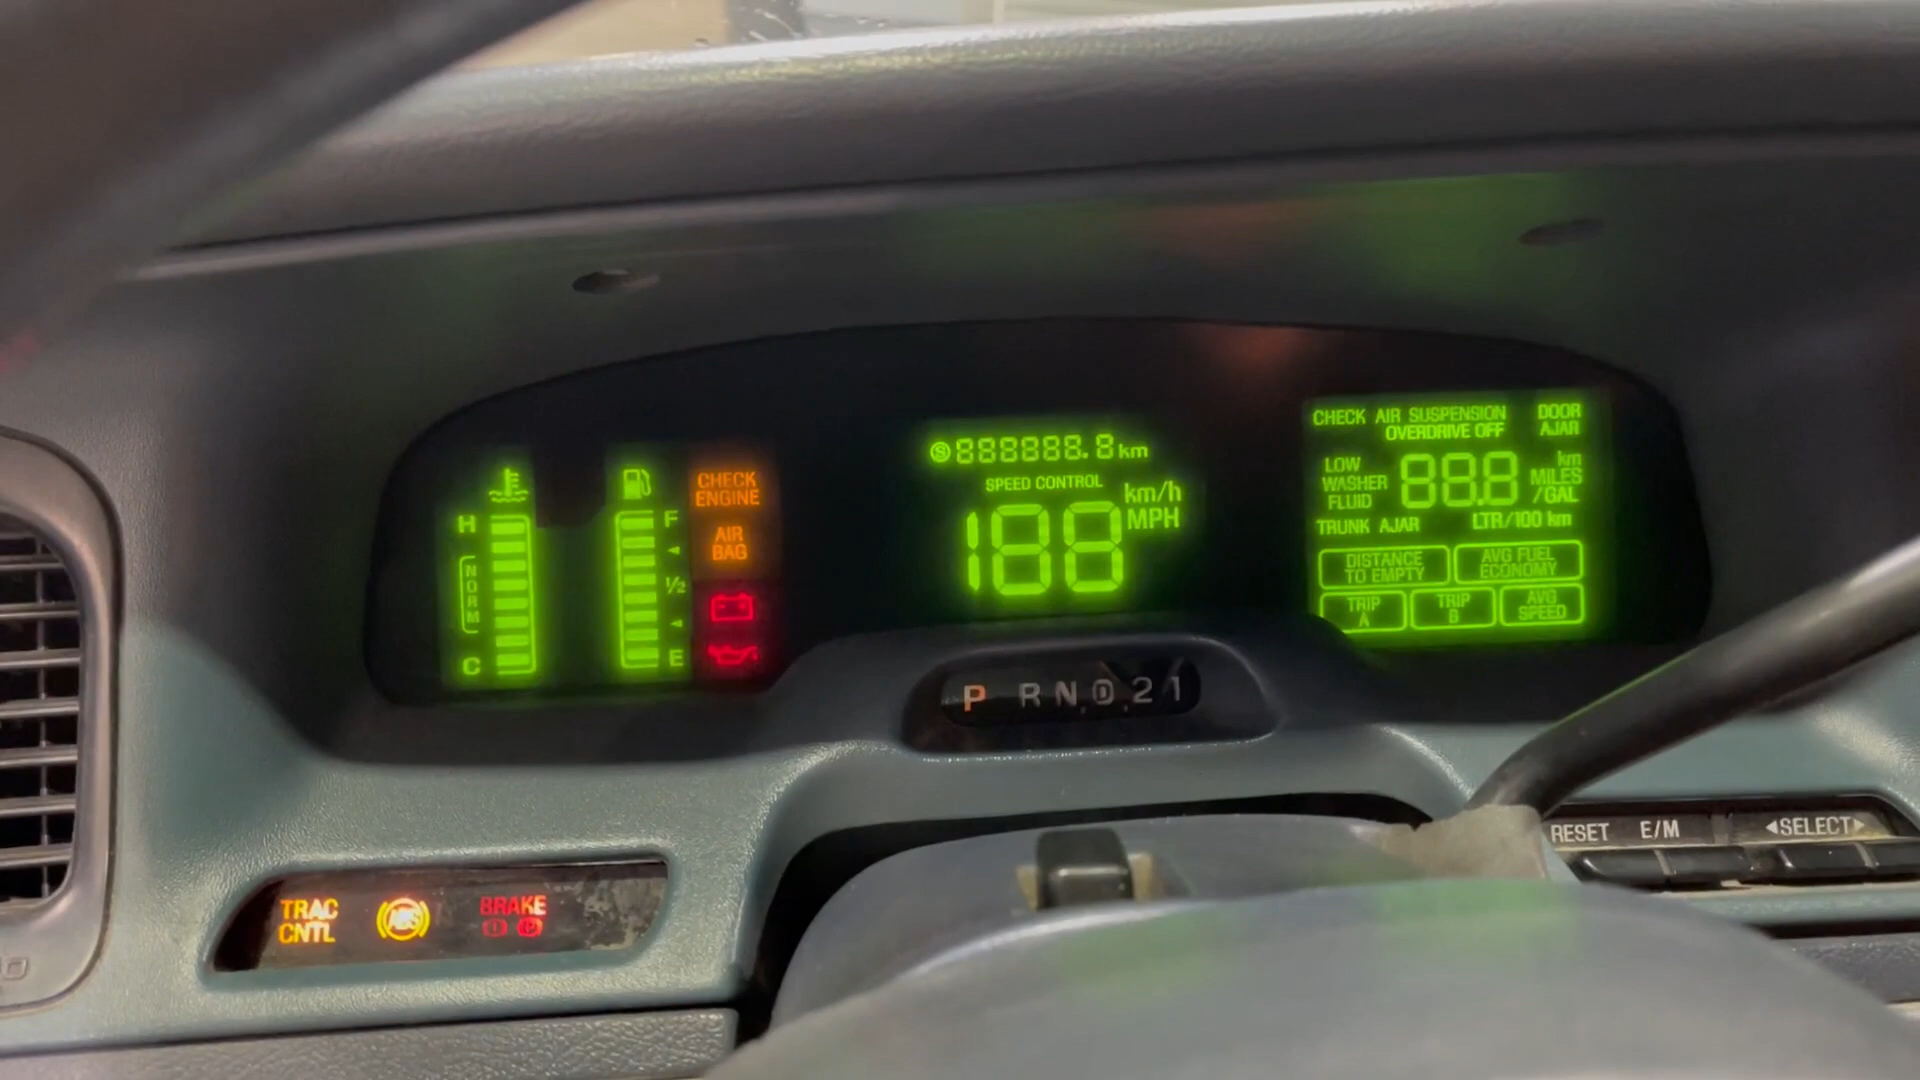 H
NORM
C
F
1/2
E
CHECK
ENGINE
AIR
BAG
S 888888.8 km
SPEED CONTROL
188
km/h
MPH
CHECK AIR SUSPENSION
OVERDRIVE OFF
DOOR
AJAR
LOW
WASHER
FLUID
88.8
km
MILES
/GAL
TRUNK AJAR
LTR/100 km
DISTANCE
TO EMPTY
AVG FUEL
ECONOMY
TRIP
A
TRIP
B
AVG
SPEED
P R N D 2 1
RESET E/M ◀SELECT▶
TRAC
CNTL
ABS
BRAKE